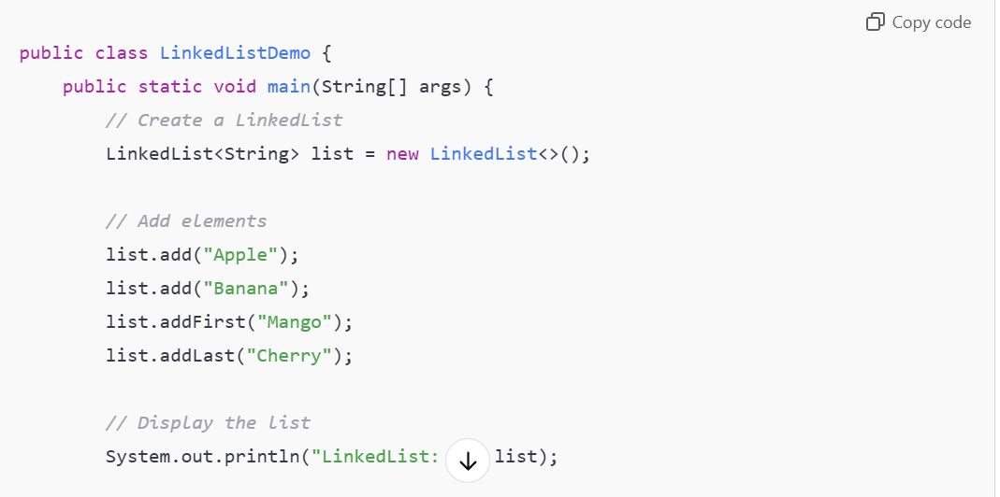 Copy code
public class LinkedListDemo {
    public static void main(String[] args) {
        // Create a LinkedList
        LinkedList<String> list = new LinkedList<>();
        // Add elements
        list.add("Apple");
        list.add("Banana");
        list.addFirst("Mango");
        list.addLast("Cherry");
        // Display the list
        System.out.println("LinkedList: list);